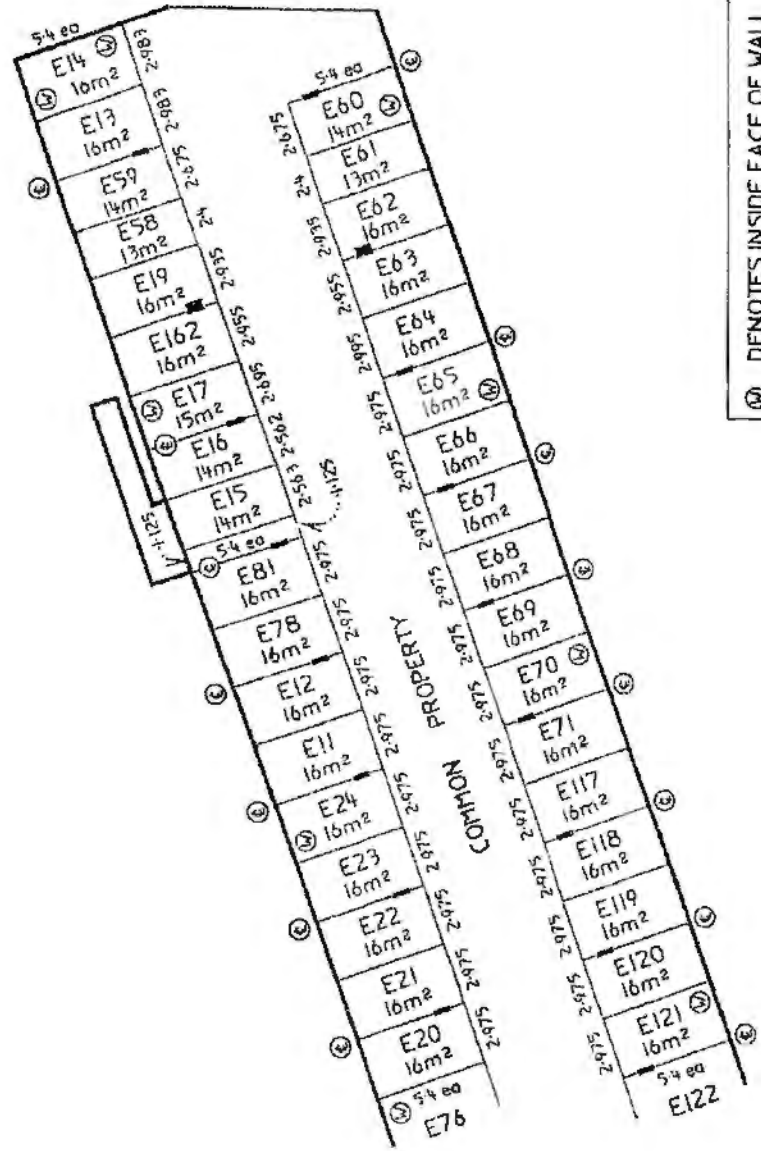 5·4 ea
E14 Ⓦ
Ⓦ 16m²
2·983
E13
16m²
2·983
Ⓔ
E59
14m²
2·675
E58
13m²
2·4
E19
16m²
2·935
E162
16m²
2·955
Ⓦ E17
15m²
2·695
Ⓔ E16
14m²
2·562
E15
14m²
2·563
·4·125
·4·125
Ⓔ 5·4 ea
E81
16m²
2·975
E78
16m²
2·975
Ⓔ
E12
16m²
2·975
E11
16m²
2·975
Ⓔ
E24
Ⓦ 16m²
2·975
E23
16m²
2·975
Ⓔ
E22
16m²
2·975
E21
16m²
2·975
Ⓔ
E20
16m²
2·975
Ⓦ 5·4 ea
E76
COMMON PROPERTY
5·4 ea
Ⓔ
E60
14m² Ⓦ
2·675
E61
13m²
2·4
E62
16m²
2·935
E63
16m²
2·955
E64
16m²
2·995
Ⓔ
E65
16m² Ⓦ
2·975
E66
16m²
2·975
Ⓔ
E67
16m²
2·975
E68
16m²
2·975
Ⓔ
E69
16m²
2·975
E70 Ⓦ
16m²
2·975
Ⓔ
E71
16m²
2·975
E117
16m²
2·975
Ⓔ
E118
16m²
2·975
E119
16m²
2·975
Ⓔ
E120
16m²
2·975
E121 Ⓦ
16m²
2·975
Ⓔ
5·4 ea
E122
Ⓦ DENOTES INSIDE FACE OF WALL